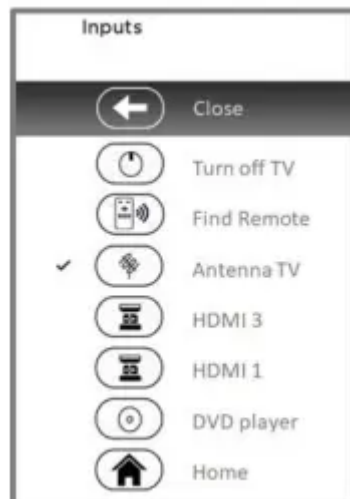 Inputs
Close
Turn off TV
Find Remote
Antenna TV
HDMI 3
HDMI 1
DVD player
Home